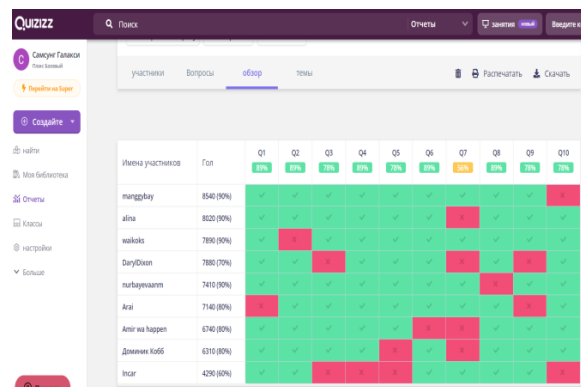 Quizizz
Поиск
Отчеты
занятия
Введите к
С
Самсунг Галакси
План Базовый
Перейти на Super
Создайте
найти
Моя библиотека
Отчеты
Классы
настройки
Больше
участники Вопросы обзор темы
Распечатать Скачать
Имена участников Гол Q1 Q2 Q3 Q4 Q5 Q6 Q7 Q8 Q9 Q10
89% 89% 78% 89% 78% 89% 56% 89% 78% 78%
manggybay 8540 (90%)
alina 8020 (90%)
waikoks 7890 (90%)
DarylDixon 7880 (70%)
nurbayevaanm 7410 (90%)
Arai 7140 (80%)
Amir wa happen 6740 (80%)
Доминик Кобб 6310 (80%)
Incar 4290 (60%)